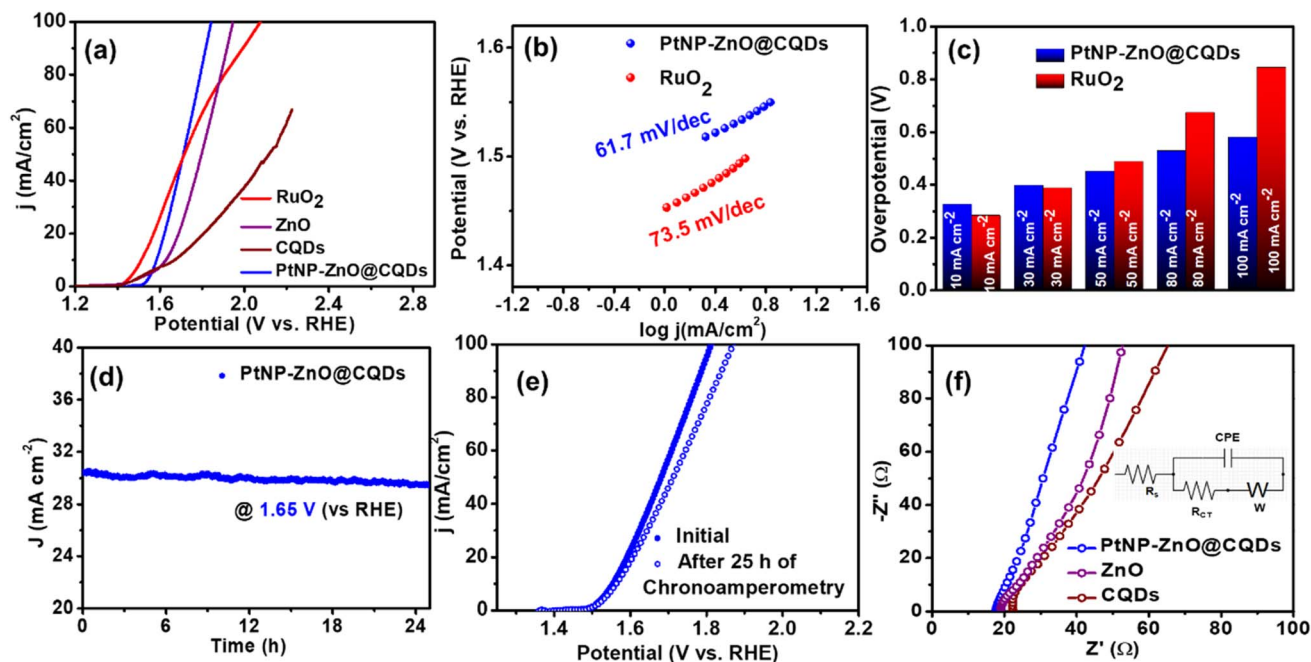 (a)
j (mA/cm²)
100
80
60
40
20
0
RuO₂
ZnO
CQDs
PtNP-ZnO@CQDs
1.2 1.6 2.0 2.4 2.8
Potential (V vs. RHE)
(b)
Potential (V vs. RHE)
1.6
1.5
1.4
PtNP-ZnO@CQDs
RuO₂
61.7 mV/dec
73.5 mV/dec
-1.2 -0.6 0.0 0.6 1.2 1.6
log j(mA/cm²)
(c)
Overpotential (V)
1.0
0.8
0.6
0.4
0.2
0.0
PtNP-ZnO@CQDs
RuO₂
10 mA cm⁻²
10 mA cm⁻²
30 mA cm⁻²
30 mA cm⁻²
50 mA cm⁻²
50 mA cm⁻²
80 mA cm⁻²
80 mA cm⁻²
100 mA cm⁻²
100 mA cm⁻²
(d)
J (mA cm⁻²)
40
36
32
28
24
20
PtNP-ZnO@CQDs
@ 1.65 V (vs RHE)
0 6 12 18 24
Time (h)
(e)
j (mA/cm²)
100
80
60
40
20
0
Initial
After 25 h of
Chronoamperometry
1.4 1.6 1.8 2.0 2.2
Potential (V vs. RHE)
(f)
-Z'' (Ω)
100
80
60
40
20
0
CPE
Rs
RCT
W
PtNP-ZnO@CQDs
ZnO
CQDs
0 20 40 60 80 100
Z' (Ω)